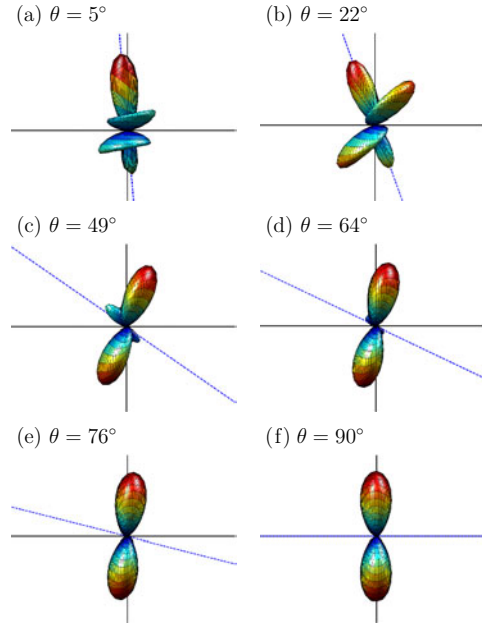 (a) θ = 5°
(b) θ = 22°
(c) θ = 49°
(d) θ = 64°
(e) θ = 76°
(f) θ = 90°